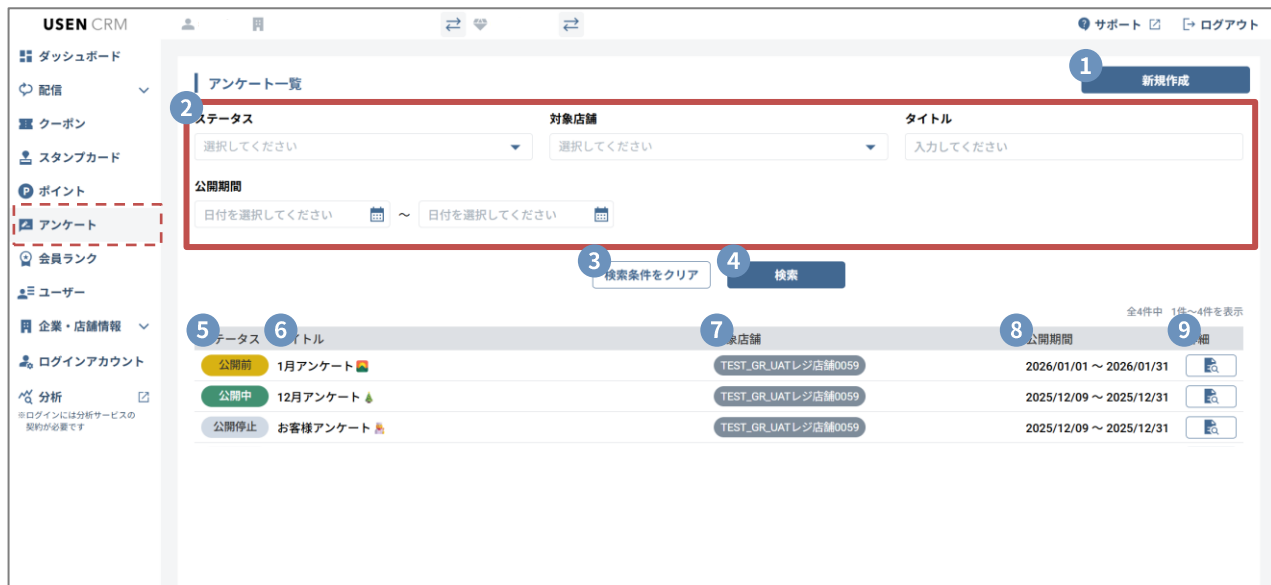 USEN CRM
サポート
ログアウト
ダッシュボード
配信
クーポン
スタンプカード
ポイント
アンケート
会員ランク
ユーザー
企業・店舗情報
ログインアカウント
分析
※ログインには分析サービスの
契約が必要です
アンケート一覧
1
新規作成
2
ステータス
対象店舗
タイトル
選択してください
選択してください
入力してください
公開期間
日付を選択してください ～ 日付を選択してください
3
検索条件をクリア
4
検索
全4件中 1件～4件を表示
5 テータス
6 イトル
7 象店舗
8 公開期間
9 細
公開前 1月アンケート🌄 TEST_GR_UATレジ店舗0059 2026/01/01 ～ 2026/01/31
公開中 12月アンケート🎄 TEST_GR_UATレジ店舗0059 2025/12/09 ～ 2025/12/31
公開停止 お客様アンケート TEST_GR_UATレジ店舗0059 2025/12/09 ～ 2025/12/31